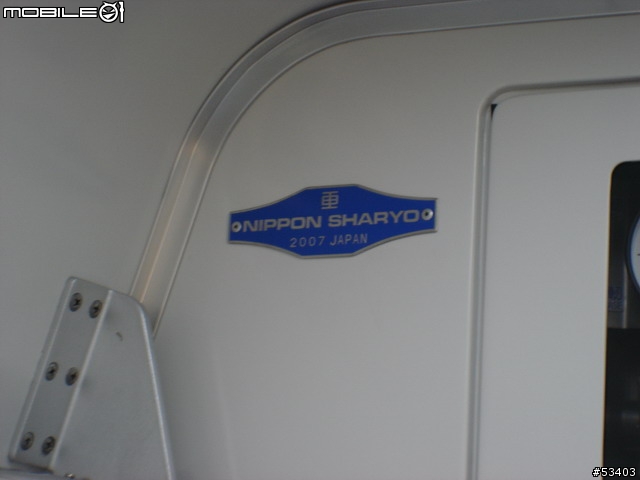 MOBILE01
車
NIPPON SHARYO
2007 JAPAN
#53403